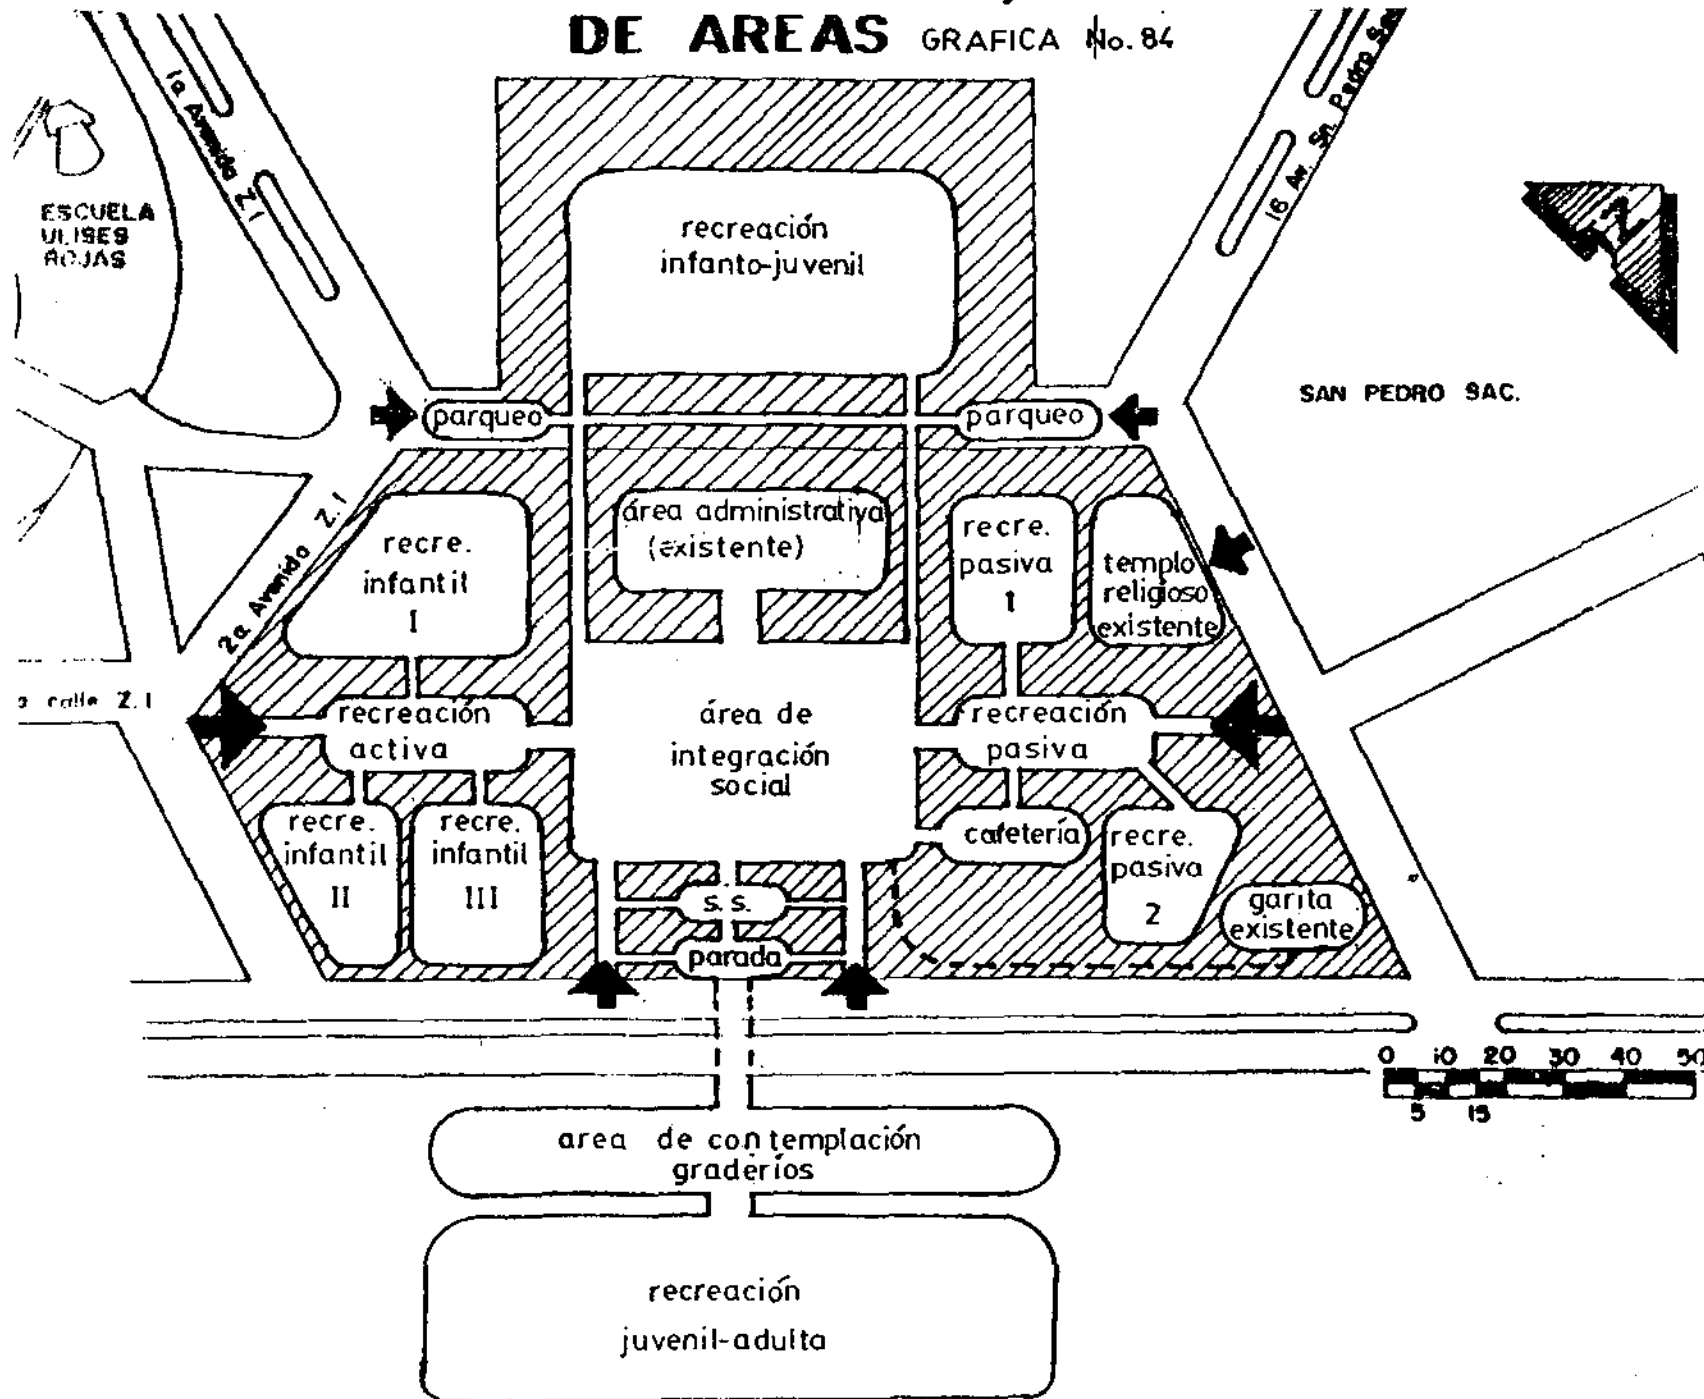 DE AREAS GRAFICA No. 84
1a Avenida Z.1
16 Av. Sn. Pedro
ESCUELA
ULISES
ROJAS
recreación
infanto-juvenil
N
SAN PEDRO SAC.
parqueo
parqueo
2a Avenida Z.1
recre.
infantil
I
área administrativa
(existente)
recre.
pasiva
1
templo
religioso
existente
calle Z.1
recreación
activa
área de
integración
social
recreación
pasiva
recre.
infantil
II
recre.
infantil
III
cafetería
recre.
pasiva
2
s.s.
parada
garita
existente
0 10 20 30 40 50
5 15
area de contemplación
graderíos
recreación
juvenil-adulta